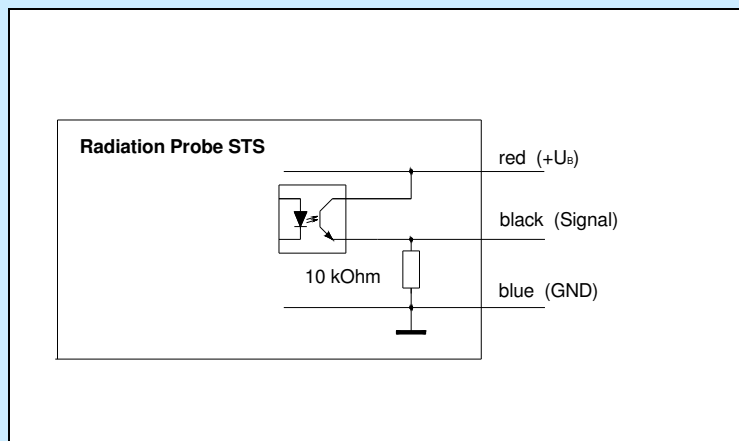 Radiation Probe STS
red (+UB)
black (Signal)
10 kOhm
blue (GND)